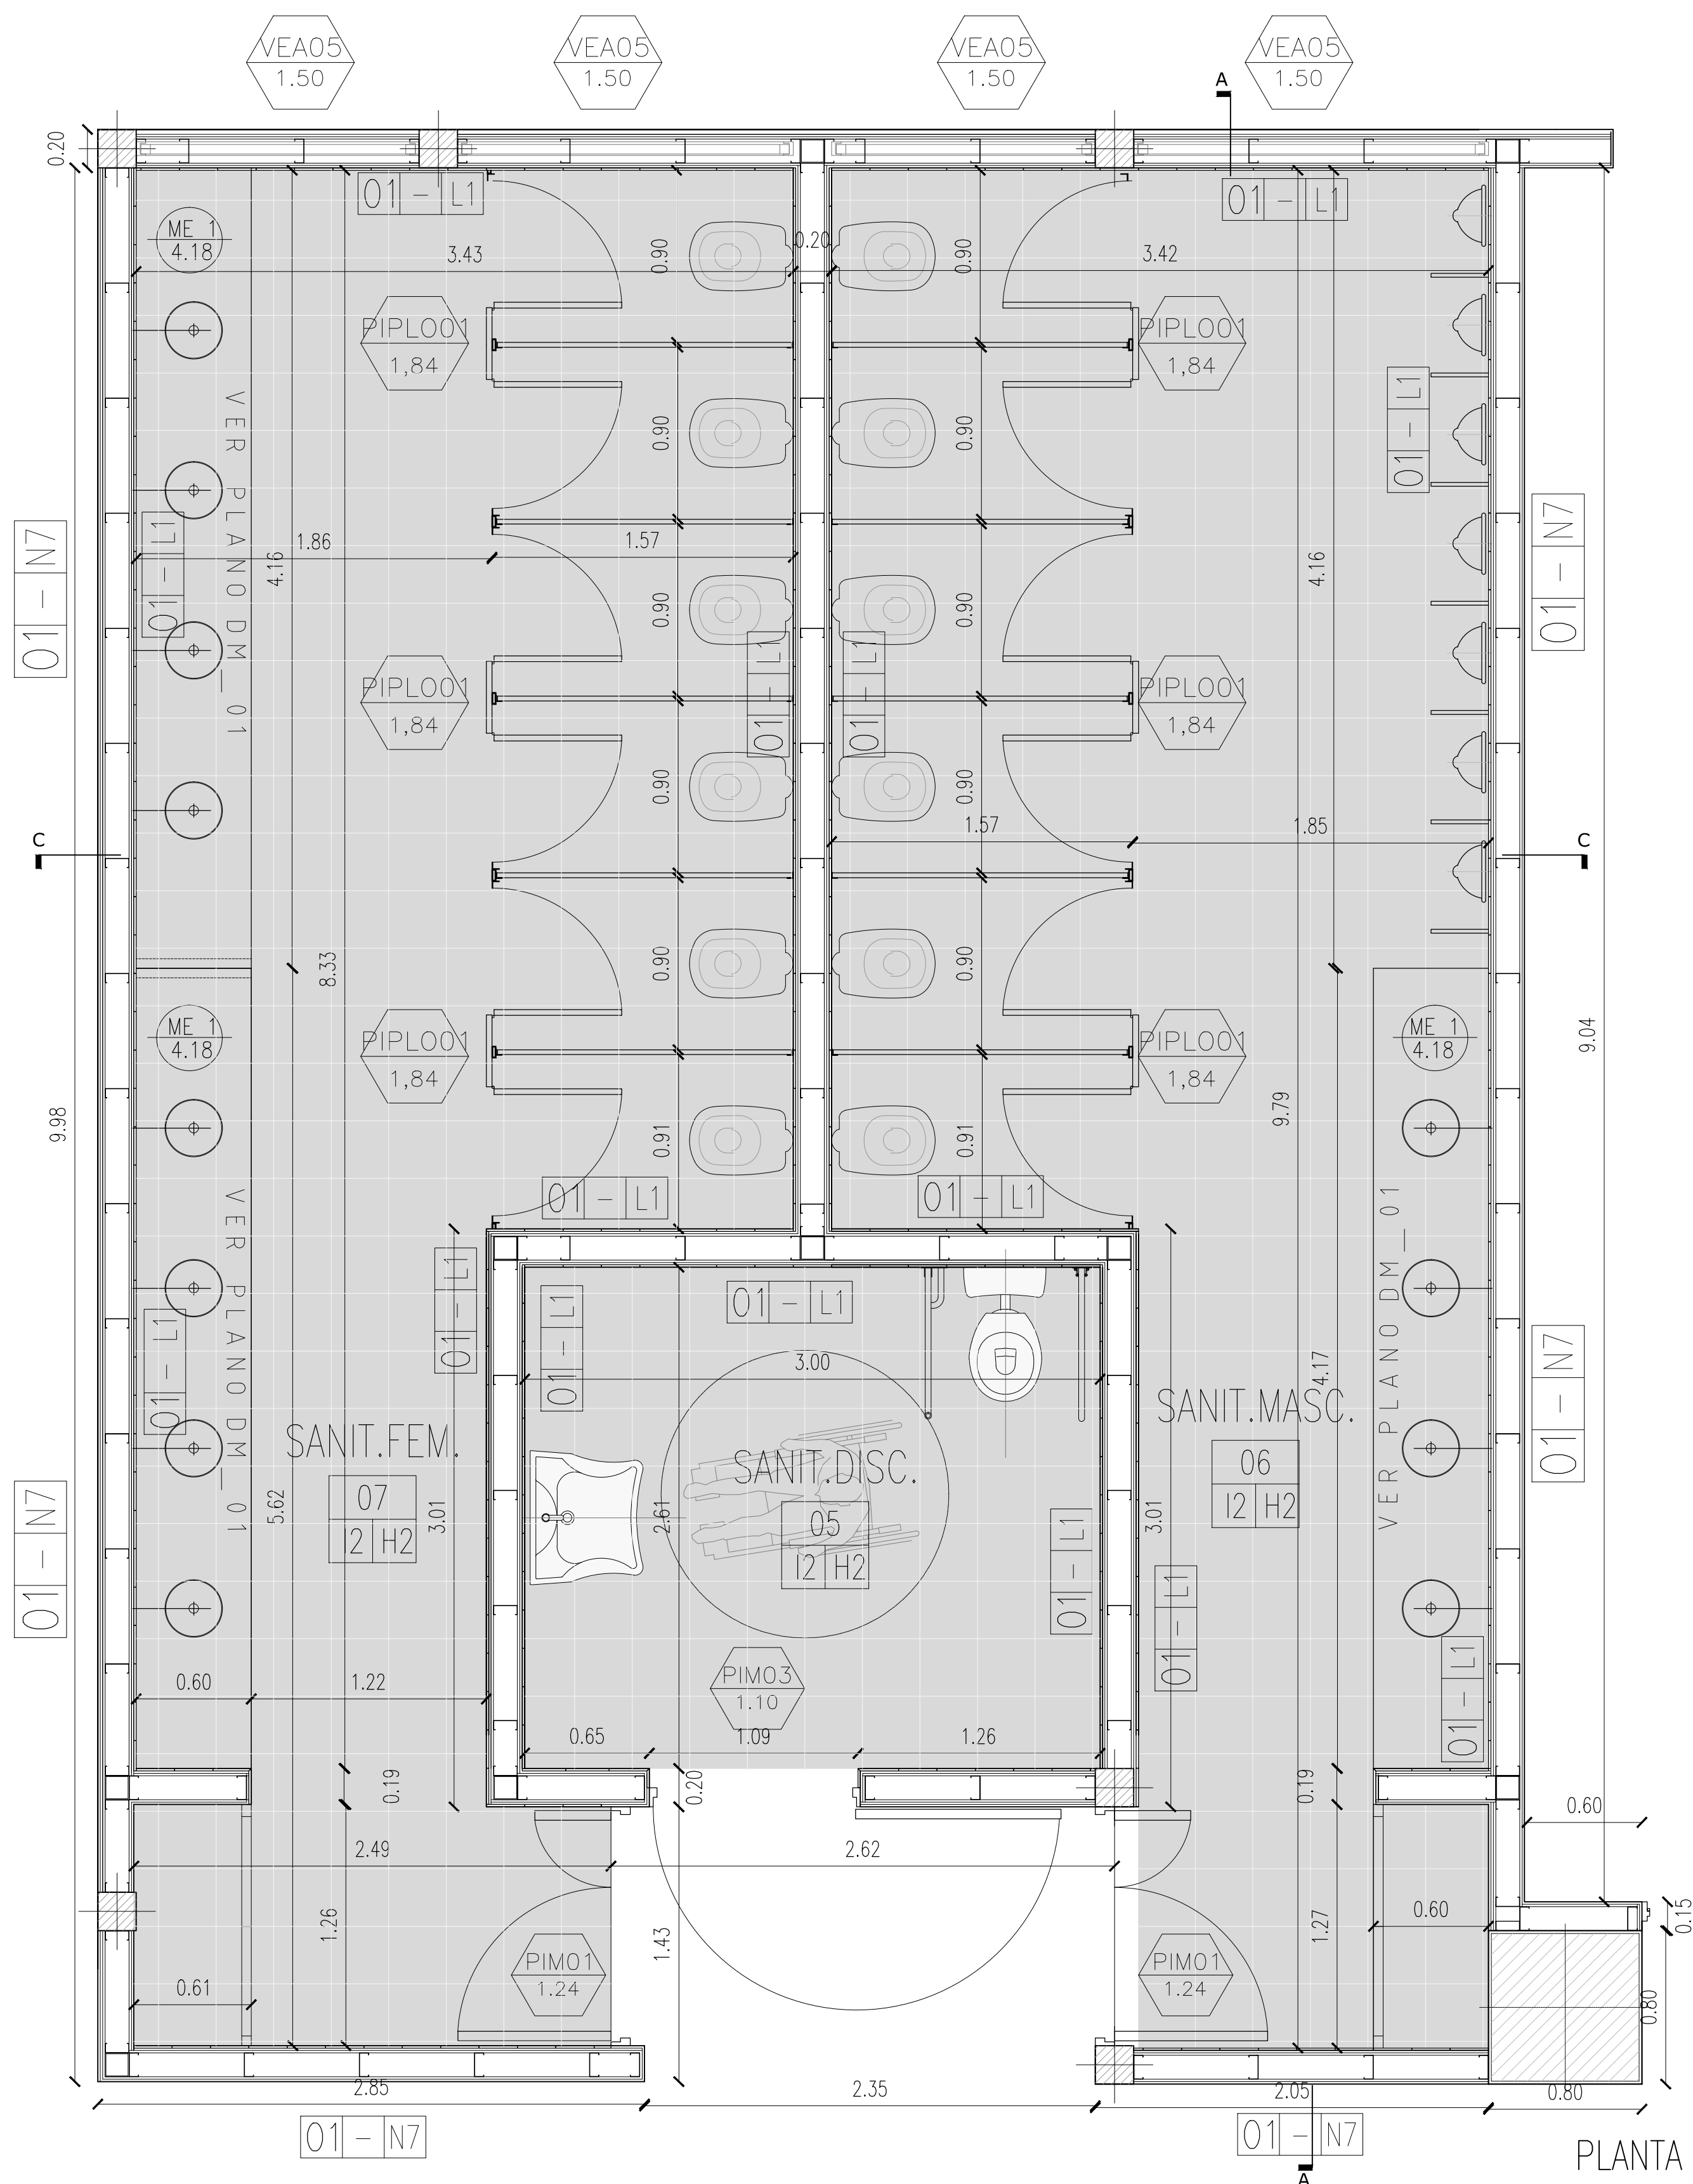 VEA05
1.50
VEA05
1.50
VEA05
1.50
VEA05
1.50
A
0.20
01 - L1
01 - L1
ME 1
4.18
3.43
0.90
0.20
0.90
3.42
PIPL001
1,84
PIPL001
1,84
01 - L1
VER PLANO DM_01
0.90
0.90
01 - N7
01 - L1
1.86
4.16
1.57
4.16
01 - N7
0.90
0.90
01 - L1
01 - L1
PIPL001
1,84
PIPL001
1,84
0.90
0.90
C
1.57
1.85
C
8.33
0.90
0.90
ME 1
4.18
PIPL001
1,84
PIPL001
1,84
ME 1
4.18
9.04
9.98
9.79
0.91
0.91
01 - L1
01 - L1
VER PLANO DM_01
VER PLANO DM_01
01 - L1
01 - L1
01 - L1
01 - L1
3.00
4.17
01 - N7
SANIT.FEM.
SANIT.DISC.
SANIT.MASC.
07
I2 H2
05
I2 H2
06
I2 H2
01 - N7
5.62
3.01
2.61
3.01
01 - L1
01 - L1
01 - L1
0.60
1.22
PIM03
1.10
0.65
1.09
1.26
0.19
0.20
0.19
0.60
2.49
2.62
1.26
1.43
1.27
0.60
0.15
PIM01
1.24
PIM01
1.24
0.61
0.80
2.85
2.35
2.05
0.80
01 - N7
01 - N7
PLANTA
A